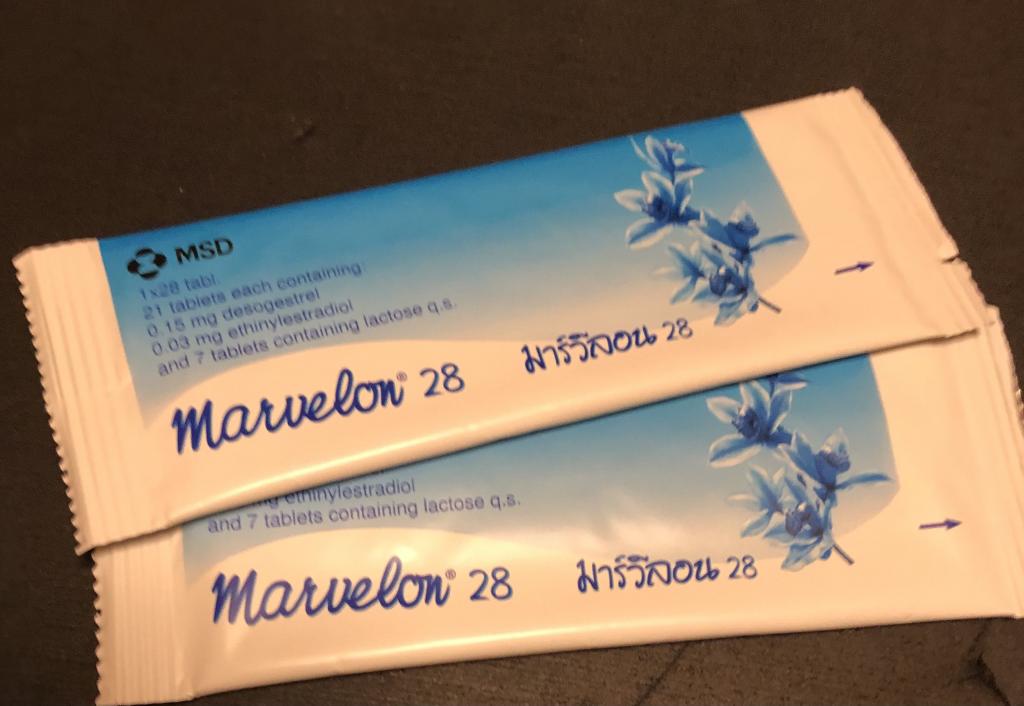 MSD
1x28 tabl.
21 tablets each containing:
0.15 mg desogestrel
0.03 mg ethinylestradiol
and 7 tablets containing lactose q.s.
Marvelon® 28 มาร์วีลอน 28
ethinylestradiol
and 7 tablets containing lactose q.s.
Marvelon® 28 มาร์วีลอน 28